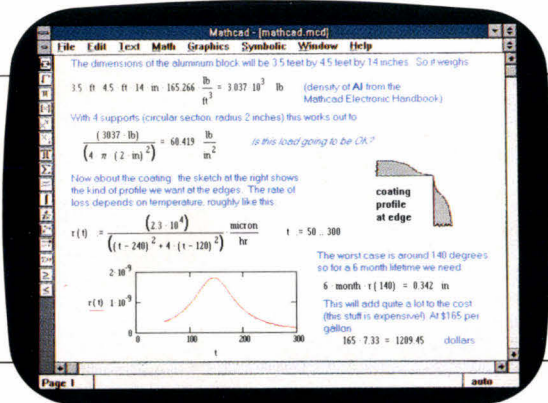 Mathcad - [mathcad.mcd]
File Edit Text Math Graphics Symbolic Window Help
The dimensions of the aluminum block will be 3.5 feet by 4.5 feet by 14 inches. So it weighs
3.5 ft 4.5 ft 14 in 165.266 lb/ft³ = 3.037 10³ lb
(density of Al from the
Mathcad Electronic Handbook)
With 4 supports (circular section, radius 2 inches) this works out to
(3037 lb)/(4 π (2 in)²) = 60.419 lb/in²
Is this load going to be OK?
Now about the coating: the sketch at the right shows
the kind of profile we want at the edges. The rate of
loss depends on temperature, roughly like this:
coating
profile
at edge
r(t) := (2.3 10⁴)/((t - 240)² + 4 (t - 120)²) micron/hr
t := 50 .. 300
2 10⁻⁹
r(t) 1 10⁻⁹
0
0 100 200 300
t
The worst case is around 140 degrees
so for a 6 month lifetime we need
6 month r(140) = 0.342 in
This will add quite a lot to the cost
(this stuff is expensive!). At $165 per
gallon
165 7.33 = 1209.45 dollars
Page 1
auto